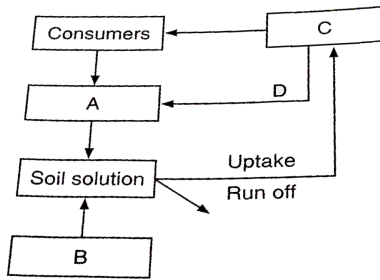 C
Consumers
D
A
Uptake
Soil solution
Run off
B